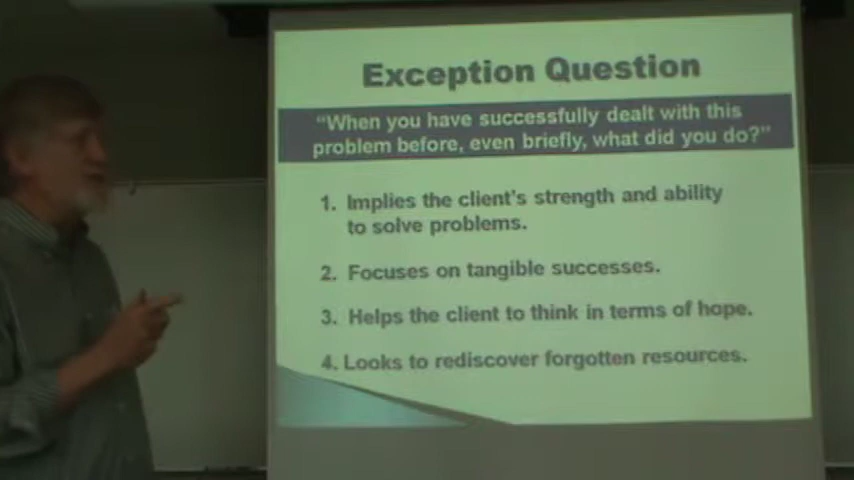 Exception Question
“When you have successfully dealt with this
problem before, even briefly, what did you do?”
1. Implies the client's strength and ability
to solve problems.
2. Focuses on tangible successes.
3. Helps the client to think in terms of hope.
4. Looks to rediscover forgotten resources.